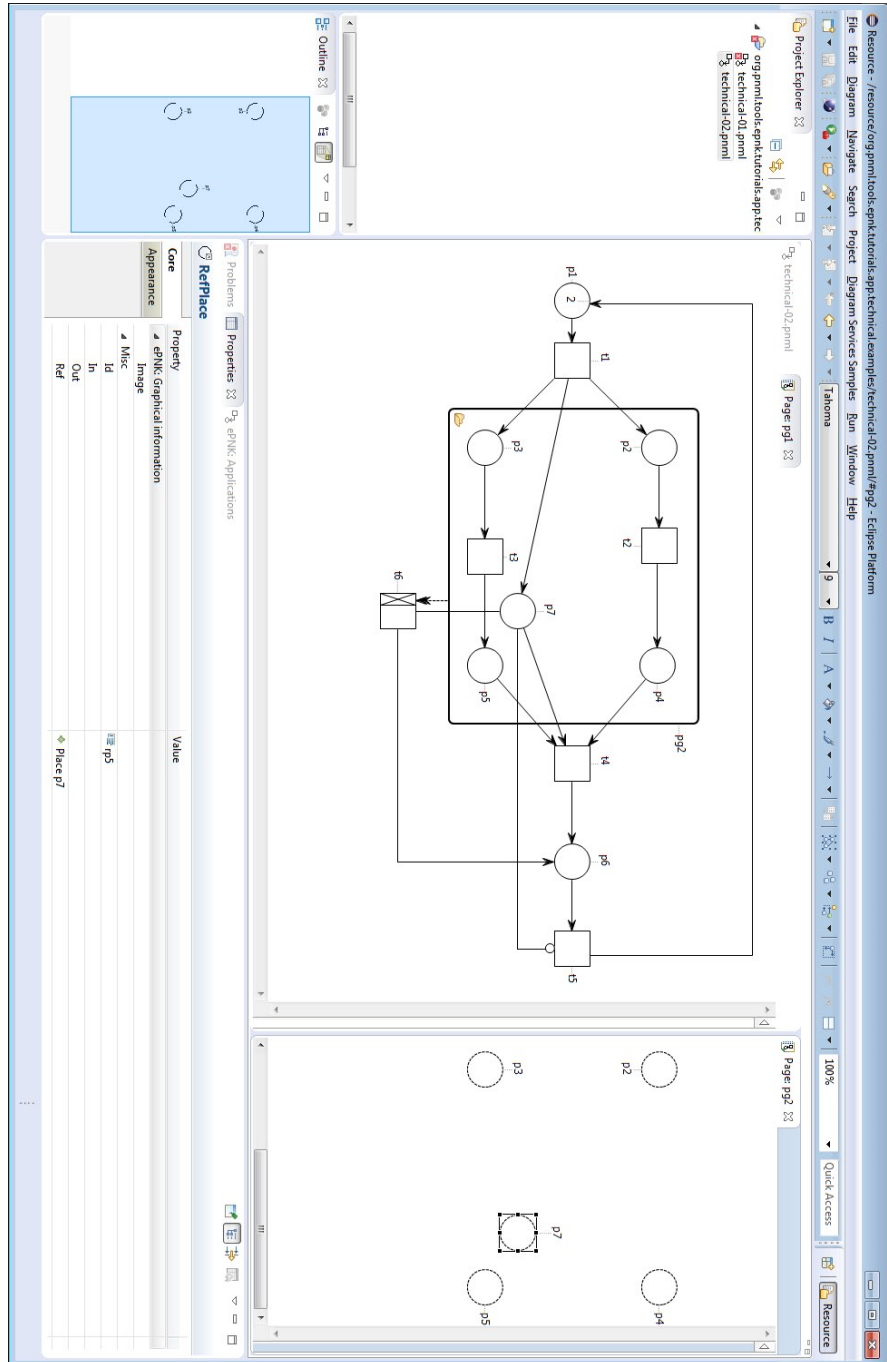 Resource - /resource/org.pnml.tools.epnk.tutorials.app.technical.examples/technical-02.pnml/#pg2 - Eclipse Platform
File Edit Diagram Navigate Search Project Diagram Services Samples Run Window Help
Tahoma 9 B I A 100% Quick Access Resource
Project Explorer
org.pnml.tools.epnk.tutorials.app.tec
technical-01.pnml
technical-02.pnml
Outline
p2
p4
p7
p3
p5
technical-02.pnml Page: pg1
pg2
p2
t2
p4
t1
p7
t4
p6
p1
2
p3
t3
p5
t5
t6
Page: pg2
p2
p4
p7
p3
p5
Problems Properties ePNK: Applications
RefPlace
Core
Appearance
Property Value
ePNK: Graphical information
Image
Misc
Id rp5
In
Out
Ref Place p7